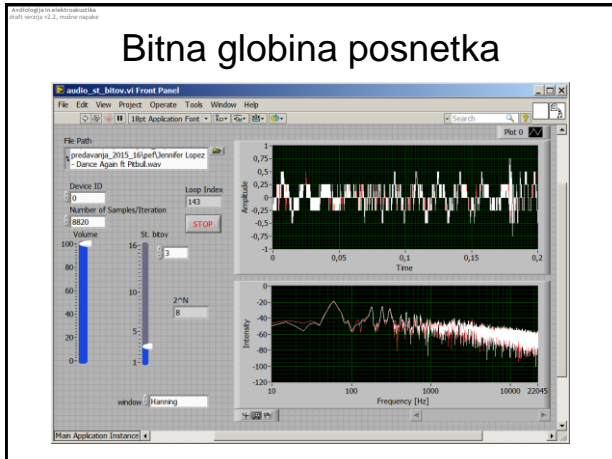 Avdiologija in elektroakustika
draft verzija v2.2, možne napake
Bitna globina posnetka
audio_st_bitov.vi Front Panel
File Edit View Project Operate Tools Window Help
18pt Application Font
Search
File Path
predavanja_2015_16\pef\Jennifer Lopez
- Dance Again ft Pitbull.wav
Device ID
0
Loop Index
143
Number of Samples/Iteration
8820
STOP
Volume
100
80
60
40
20
0
St. bitov
16
10
5
1
3
2^N
8
window
Hanning
Plot 0
Amplitude
1
0,75
0,5
0,25
0
-0,25
-0,5
-0,75
-1
0 0,05 0,1 0,15 0,2
Time
Intensity
0
-20
-40
-60
-80
-100
-120
10 100 1000 10000 22045
Frequency [Hz]
Main Application Instance